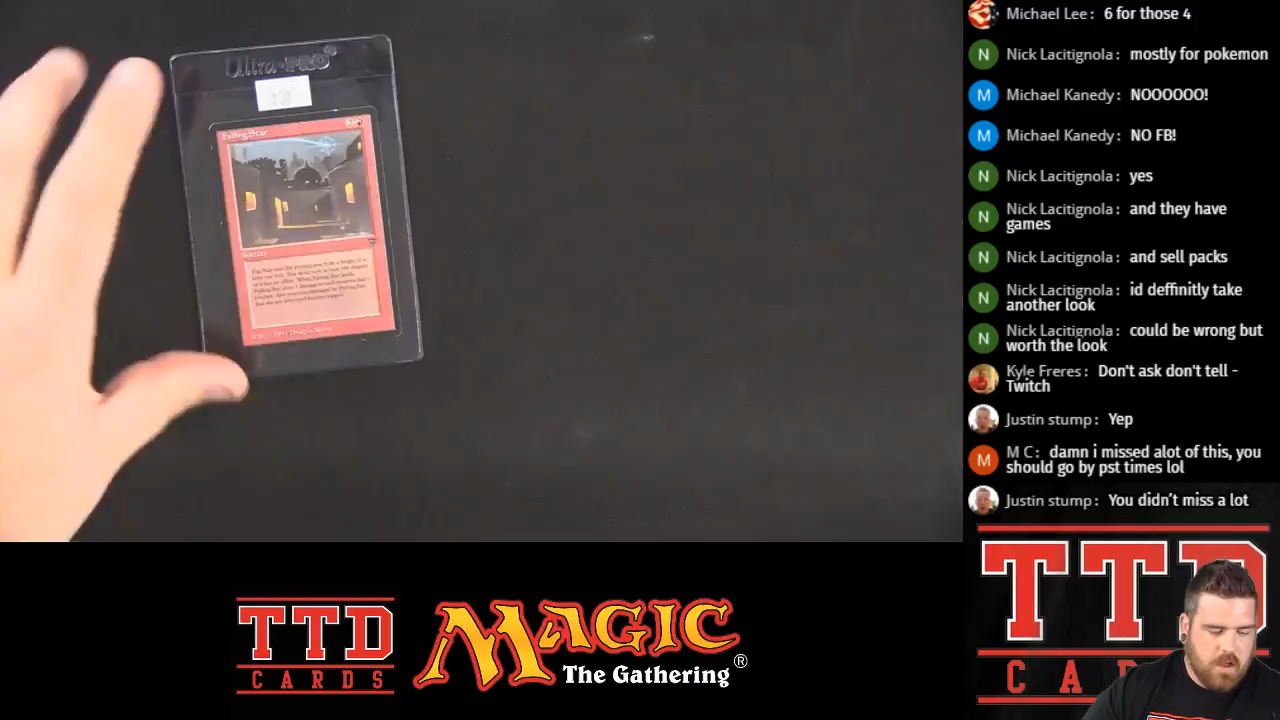 Ultra•PRO®
Falling Star
Sorcery
Michael Lee: 6 for those 4
N
Nick Lacitignola: mostly for pokemon
M
Michael Kanedy: NOOOOOO!
M
Michael Kanedy: NO FB!
N
Nick Lacitignola: yes
N
Nick Lacitignola: and they have
games
N
Nick Lacitignola: and sell packs
N
Nick Lacitignola: id deffinitly take
another look
N
Nick Lacitignola: could be wrong but
worth the look
Kyle Freres: Don't ask don't tell -
Twitch
Justin stump: Yep
M
M C: damn i missed alot of this, you
should go by pst times lol
Justin stump: You didn't miss a lot
TTD
CARDS
MAGIC
The Gathering®
TTD
CA